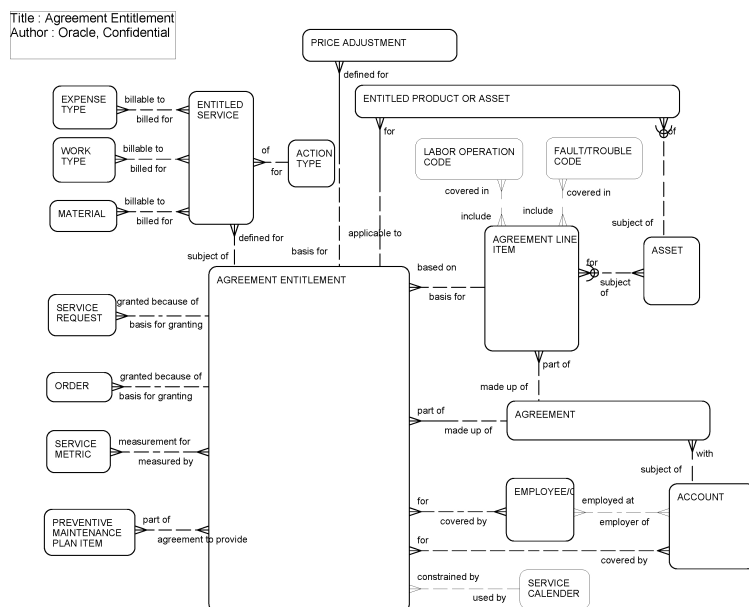 Title : Agreement Entitlement
Author : Oracle, Confidential
PRICE ADJUSTMENT
defined for
ENTITLED PRODUCT OR ASSET
for
of
EXPENSE
TYPE
billable to
billed for
ENTITLED
SERVICE
WORK
TYPE
billable to
billed for
MATERIAL
billable to
billed for
of
for
ACTION
TYPE
LABOR OPERATION
CODE
covered in
include
FAULT/TROUBLE
CODE
covered in
include
defined for
subject of
basis for
applicable to
subject of
AGREEMENT LINE
ITEM
for
subject
of
ASSET
AGREEMENT ENTITLEMENT
based on
basis for
SERVICE
REQUEST
granted because of
basis for granting
part of
made up of
ORDER
granted because of
basis for granting
part of
made up of
AGREEMENT
SERVICE
METRIC
measurement for
measured by
with
subject of
PREVENTIVE
MAINTENANCE
PLAN ITEM
part of
agreement to provide
for
covered by
EMPLOYEE/C
employed at
employer of
ACCOUNT
for
covered by
constrained by
used by
SERVICE
CALENDER